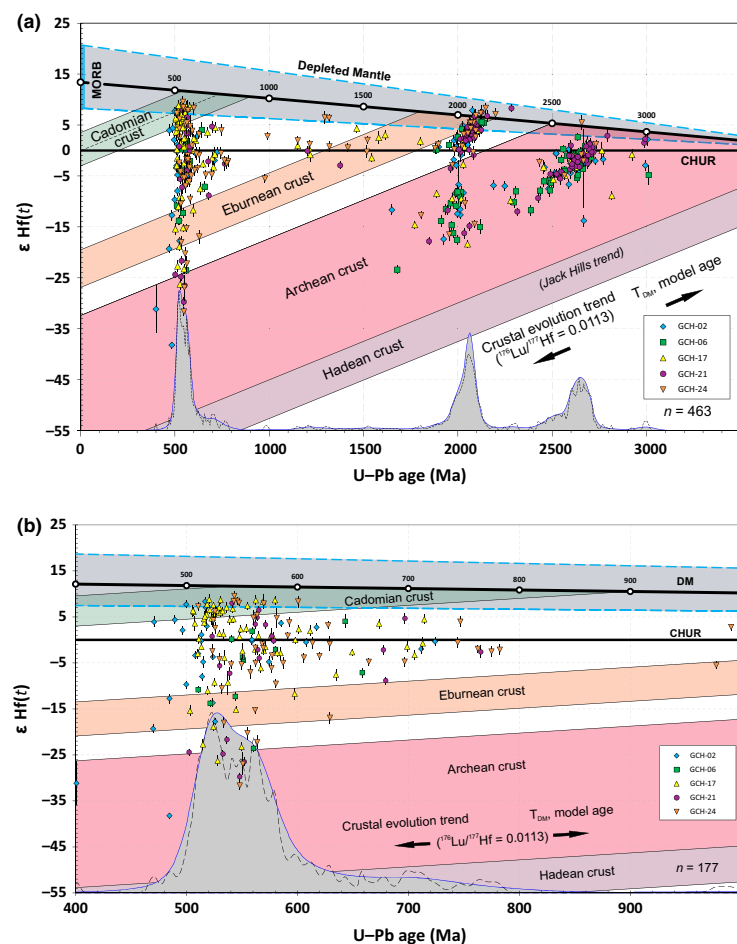 (a)
25
15
5
0
−5
−15
−25
−35
−45
−55
ε Hf(t)
MORB
Depleted Mantle
500
1000
1500
2000
2500
3000
Cadomian
crust
CHUR
Eburnean crust
Archean crust
(Jack Hills trend)
Hadean crust
TDM, model age
Crustal evolution trend
(176Lu/177Hf = 0.0113)
GCH-02
GCH-06
GCH-17
GCH-21
GCH-24
n = 463
0
500
1000
1500
2000
2500
3000
U–Pb age (Ma)
(b)
25
15
5
−5
−15
−25
−35
−45
−55
ε Hf(t)
500
600
700
800
900
DM
Cadomian crust
CHUR
Eburnean crust
Archean crust
GCH-02
GCH-06
GCH-17
GCH-21
GCH-24
Crustal evolution trend
TDM, model age
(176Lu/177Hf = 0.0113)
Hadean crust
n = 177
400
500
600
700
800
900
U–Pb age (Ma)